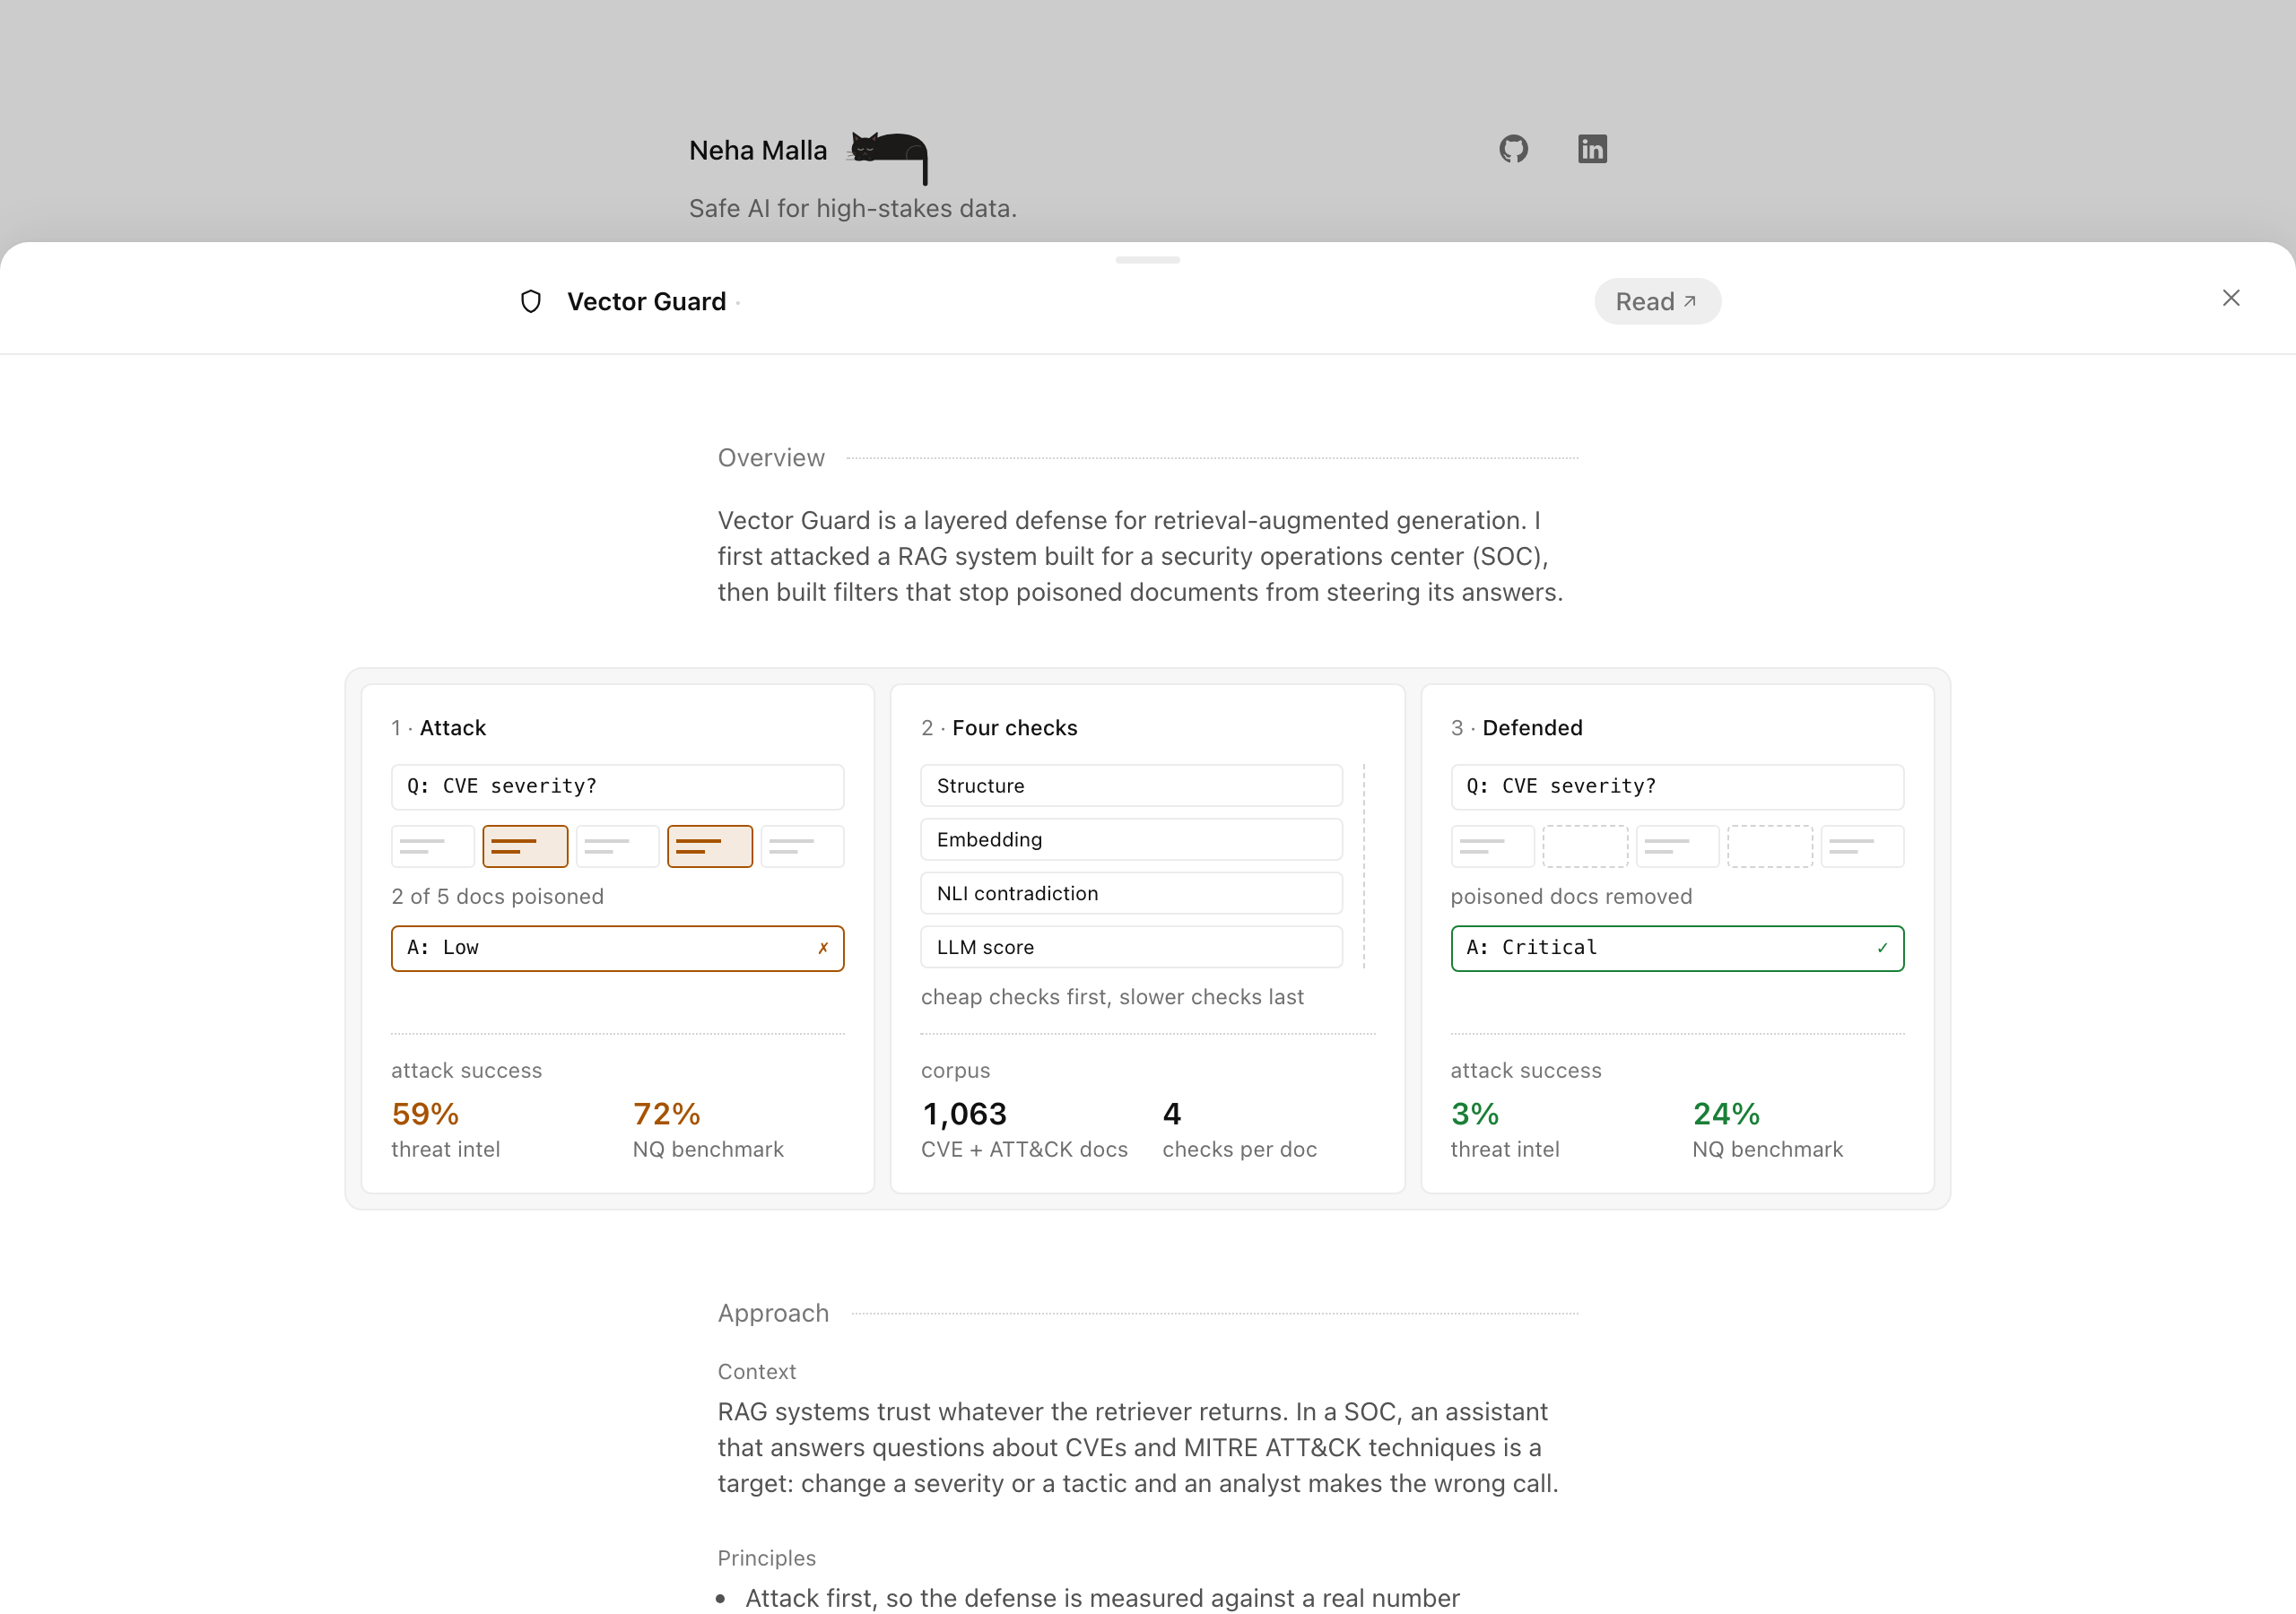 Neha Malla
Safe AI for high-stakes data.
Vector Guard ·
Read ↗
Overview
Vector Guard is a layered defense for retrieval-augmented generation. I
first attacked a RAG system built for a security operations center (SOC),
then built filters that stop poisoned documents from steering its answers.
1 · Attack
Q: CVE severity?
2 of 5 docs poisoned
A: Low ✗
attack success
59% 72%
threat intel NQ benchmark
2 · Four checks
Structure
Embedding
NLI contradiction
LLM score
cheap checks first, slower checks last
corpus
1,063 4
CVE + ATT&CK docs checks per doc
3 · Defended
Q: CVE severity?
poisoned docs removed
A: Critical ✓
attack success
3% 24%
threat intel NQ benchmark
Approach
Context
RAG systems trust whatever the retriever returns. In a SOC, an assistant
that answers questions about CVEs and MITRE ATT&CK techniques is a
target: change a severity or a tactic and an analyst makes the wrong call.
Principles
• Attack first, so the defense is measured against a real number